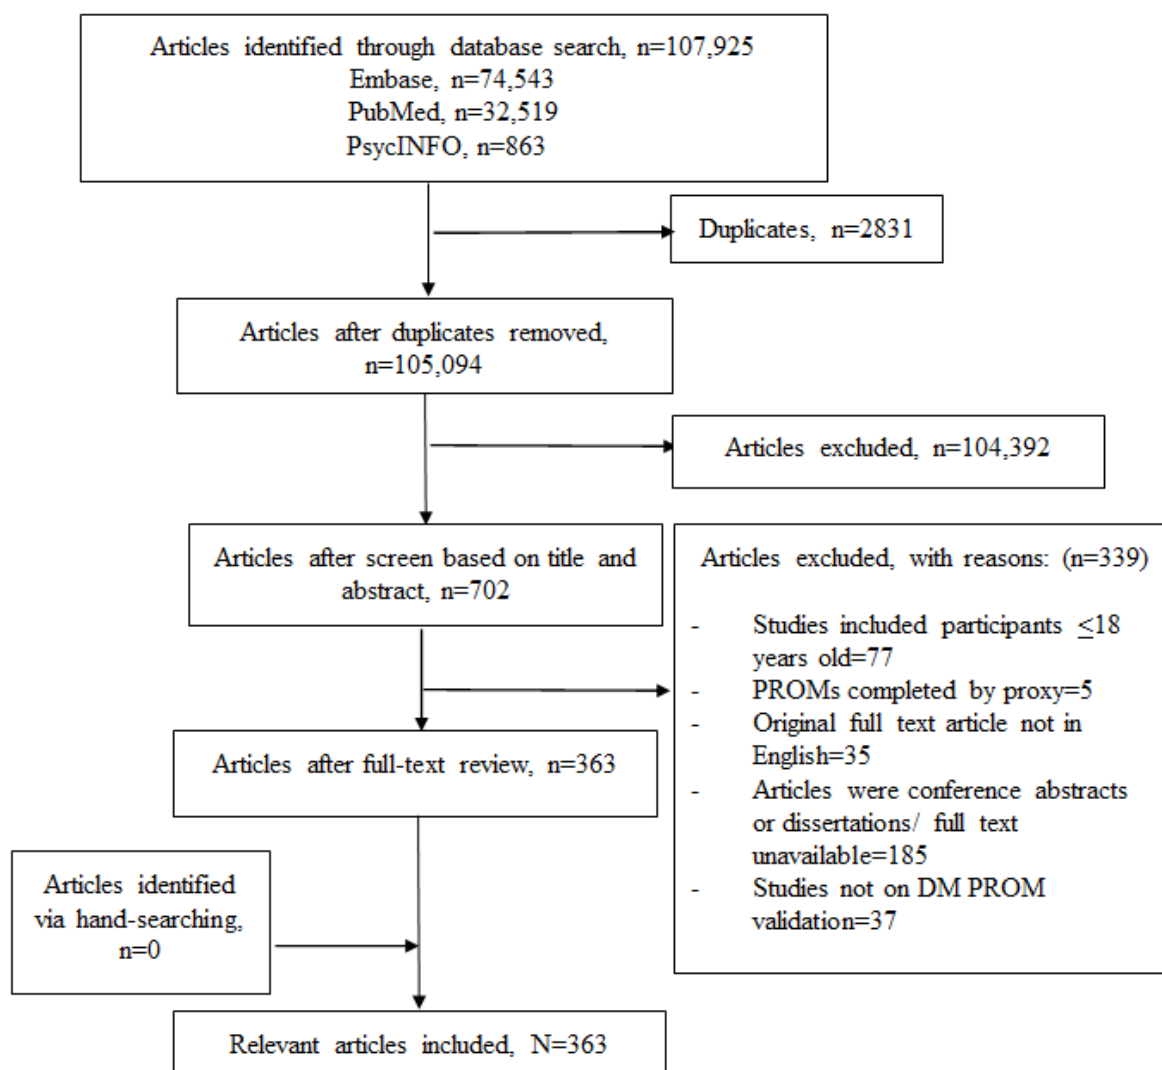 Articles identified through database search, n=107,925
Embase, n=74,543
PubMed, n=32,519
PsycINFO, n=863
Duplicates, n=2831
Articles after duplicates removed,
n=105,094
Articles excluded, n=104,392
Articles after screen based on title and
abstract, n=702
Articles excluded, with reasons: (n=339)
- Studies included participants ≤18
years old=77
- PROMs completed by proxy=5
- Original full text article not in
English=35
- Articles were conference abstracts
or dissertations/ full text
unavailable=185
- Studies not on DM PROM
validation=37
Articles after full-text review, n=363
Articles identified
via hand-searching,
n=0
Relevant articles included, N=363